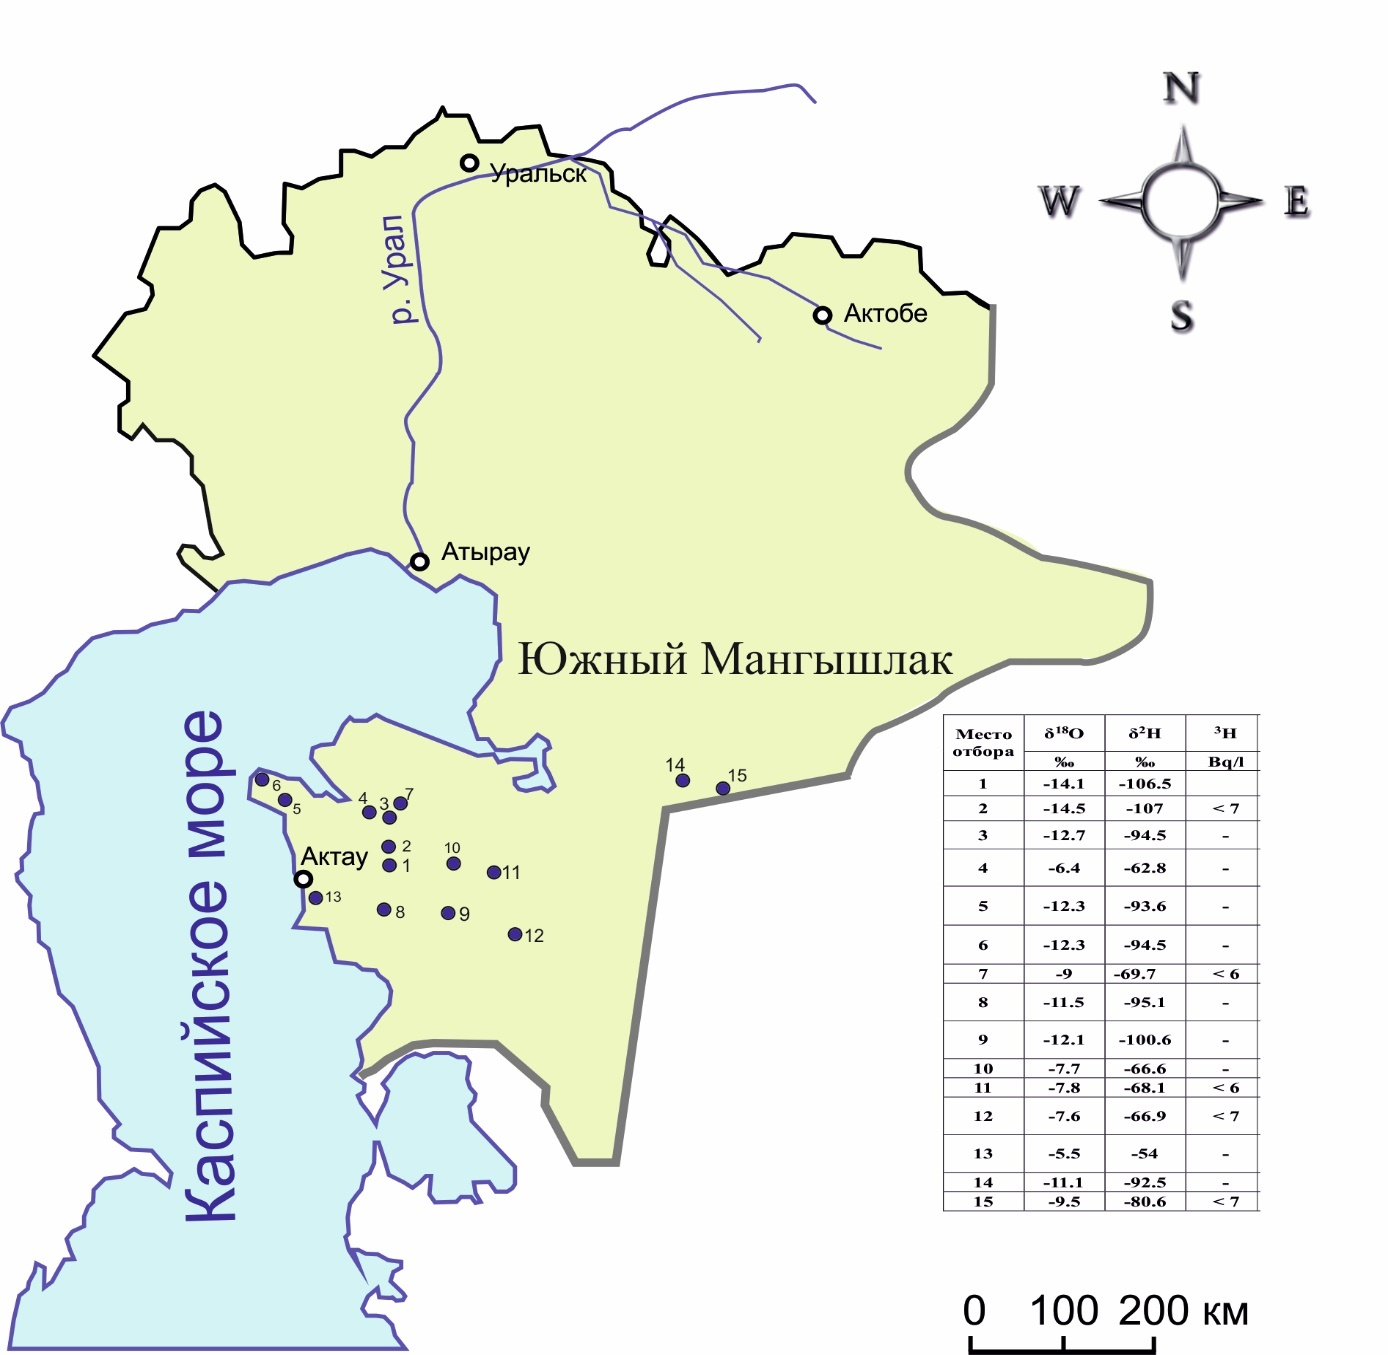 N
W
E
S
Уральск
р. Урал
Актобе
Атырау
Южный Мангышлак
Каспийское море
Актау
6
5
4
3
7
2
1
10
11
13
8
9
12
14
15
Место отбора δ¹⁸O δ²H ³H
‰ ‰ Bq/l
1 -14.1 -106.5
2 -14.5 -107 < 7
3 -12.7 -94.5 -
4 -6.4 -62.8 -
5 -12.3 -93.6 -
6 -12.3 -94.5 -
7 -9 -69.7 < 6
8 -11.5 -95.1 -
9 -12.1 -100.6 -
10 -7.7 -66.6 -
11 -7.8 -68.1 < 6
12 -7.6 -66.9 < 7
13 -5.5 -54 -
14 -11.1 -92.5 -
15 -9.5 -80.6 < 7
0 100 200 км